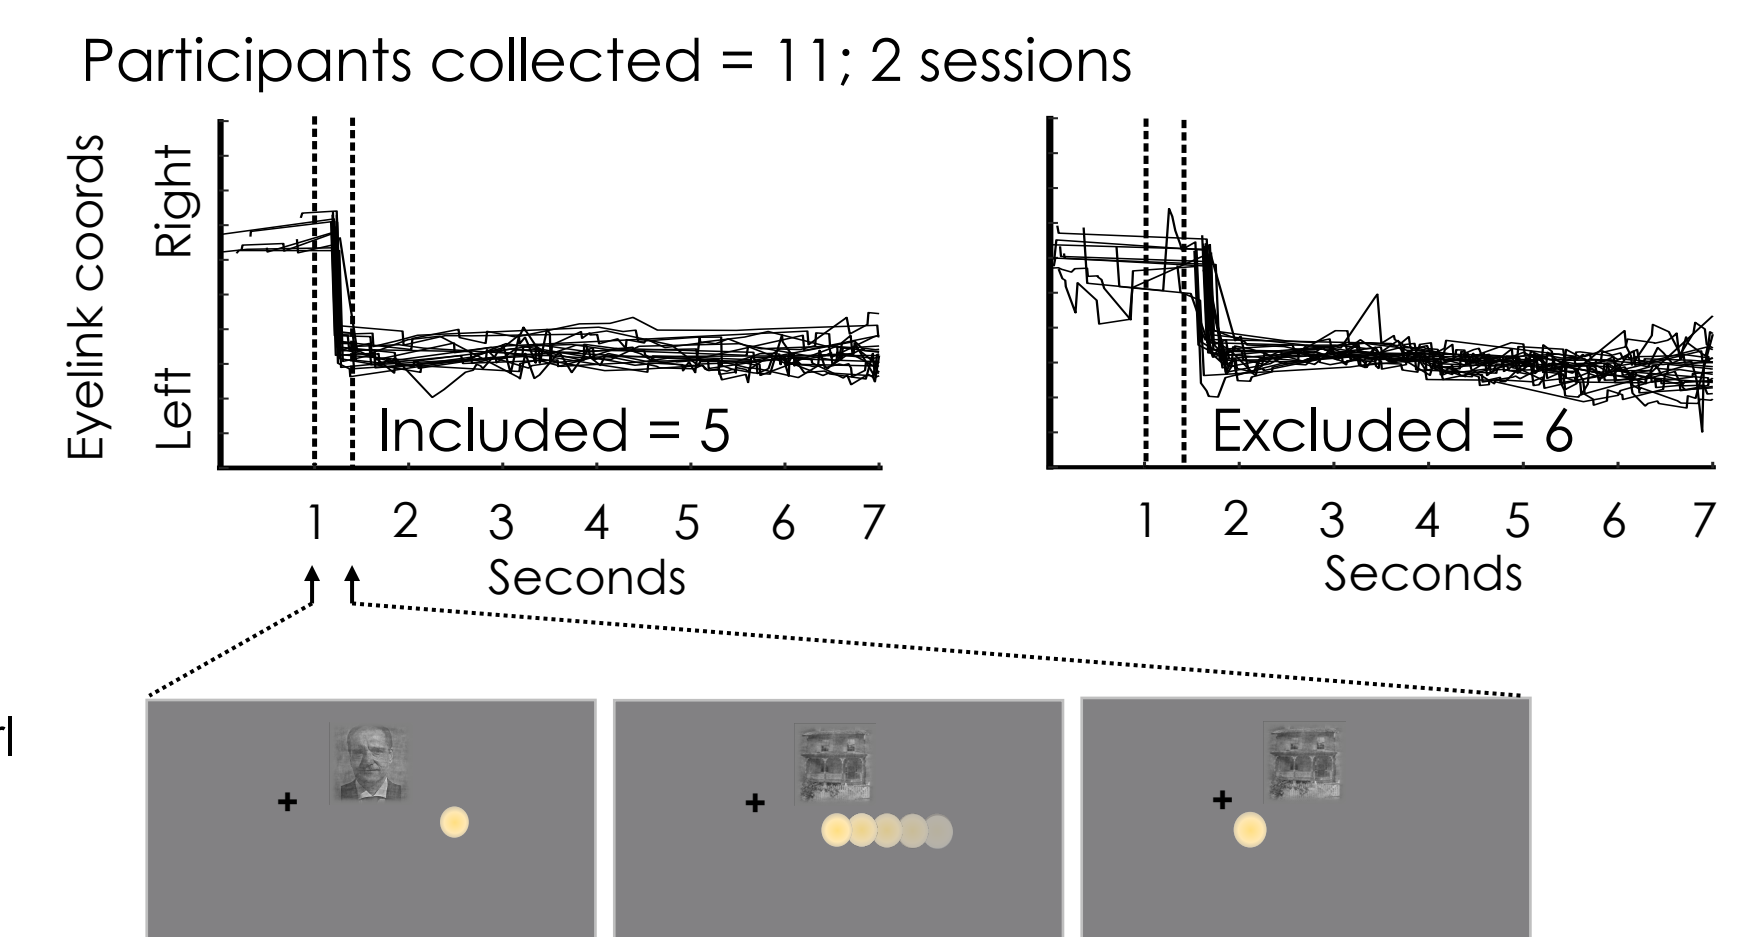 Participants collected = 11; 2 sessions
Eyelink coords
Left Right
Included = 5
1 2 3 4 5 6 7
Seconds
Excluded = 6
1 2 3 4 5 6 7
Seconds
+
+
+